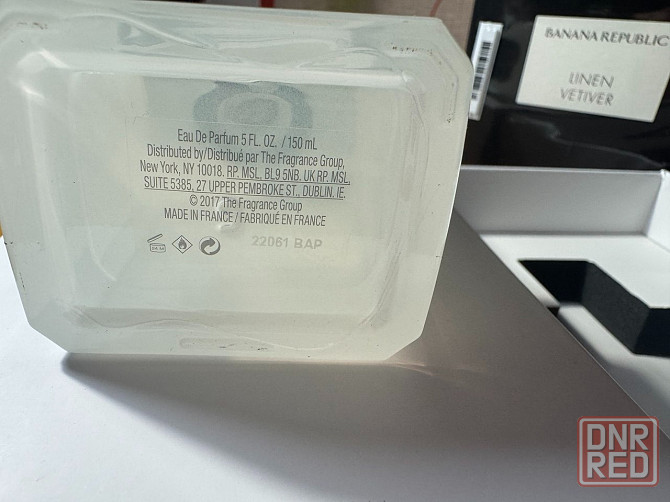 BANANA REPUBLIC
LINEN
VETIVER
Eau De Parfum 5 FL. OZ. / 150 mL
Distributed by/Distribué par The Fragrance Group,
New York, NY 10018. RP. MSL. BL9 5NB. UK RP. MSL.
SUITE 5385, 27 UPPER PEMBROKE ST., DUBLIN. IE.
© 2017 The Fragrance Group
MADE IN FRANCE / FABRIQUÉ EN FRANCE
22061 BAP
DNR
RED